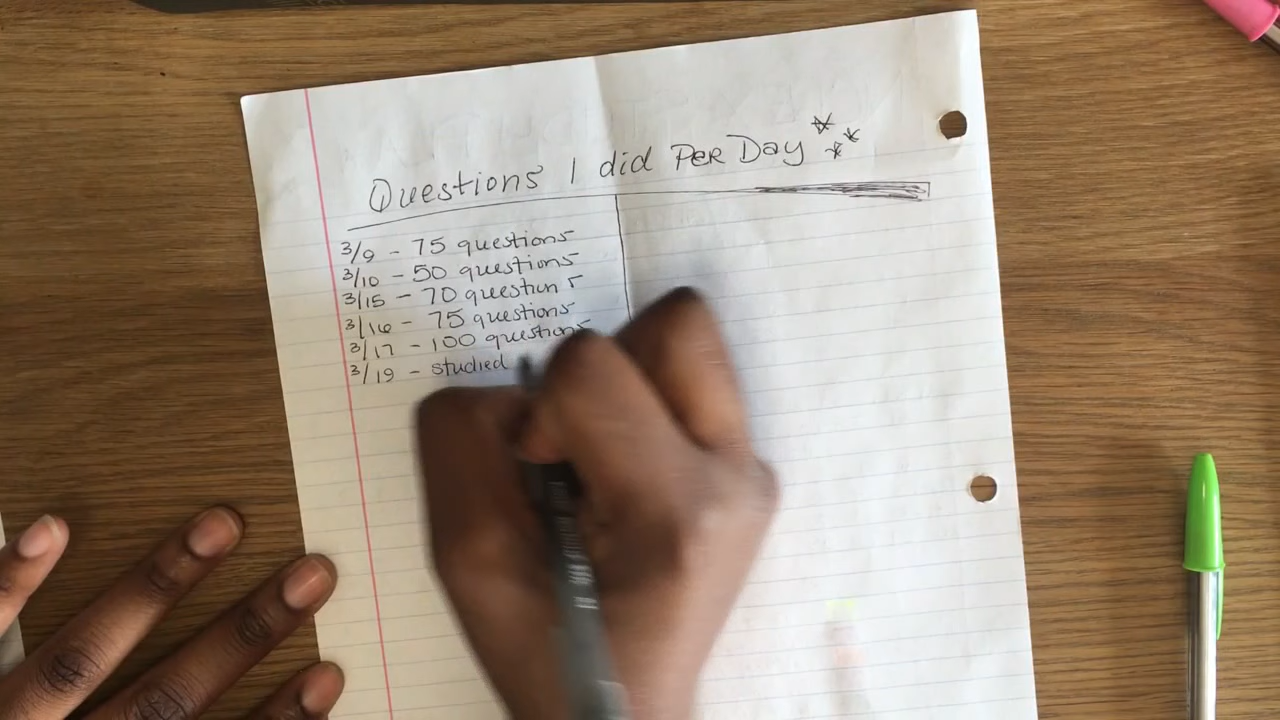 Questions I did PER DAY ***
3/9 - 75 questions
3/10 - 50 questions
3/15 - 70 questions
3/16 - 75 questions
3/17 - 100 questions
3/19 - studied